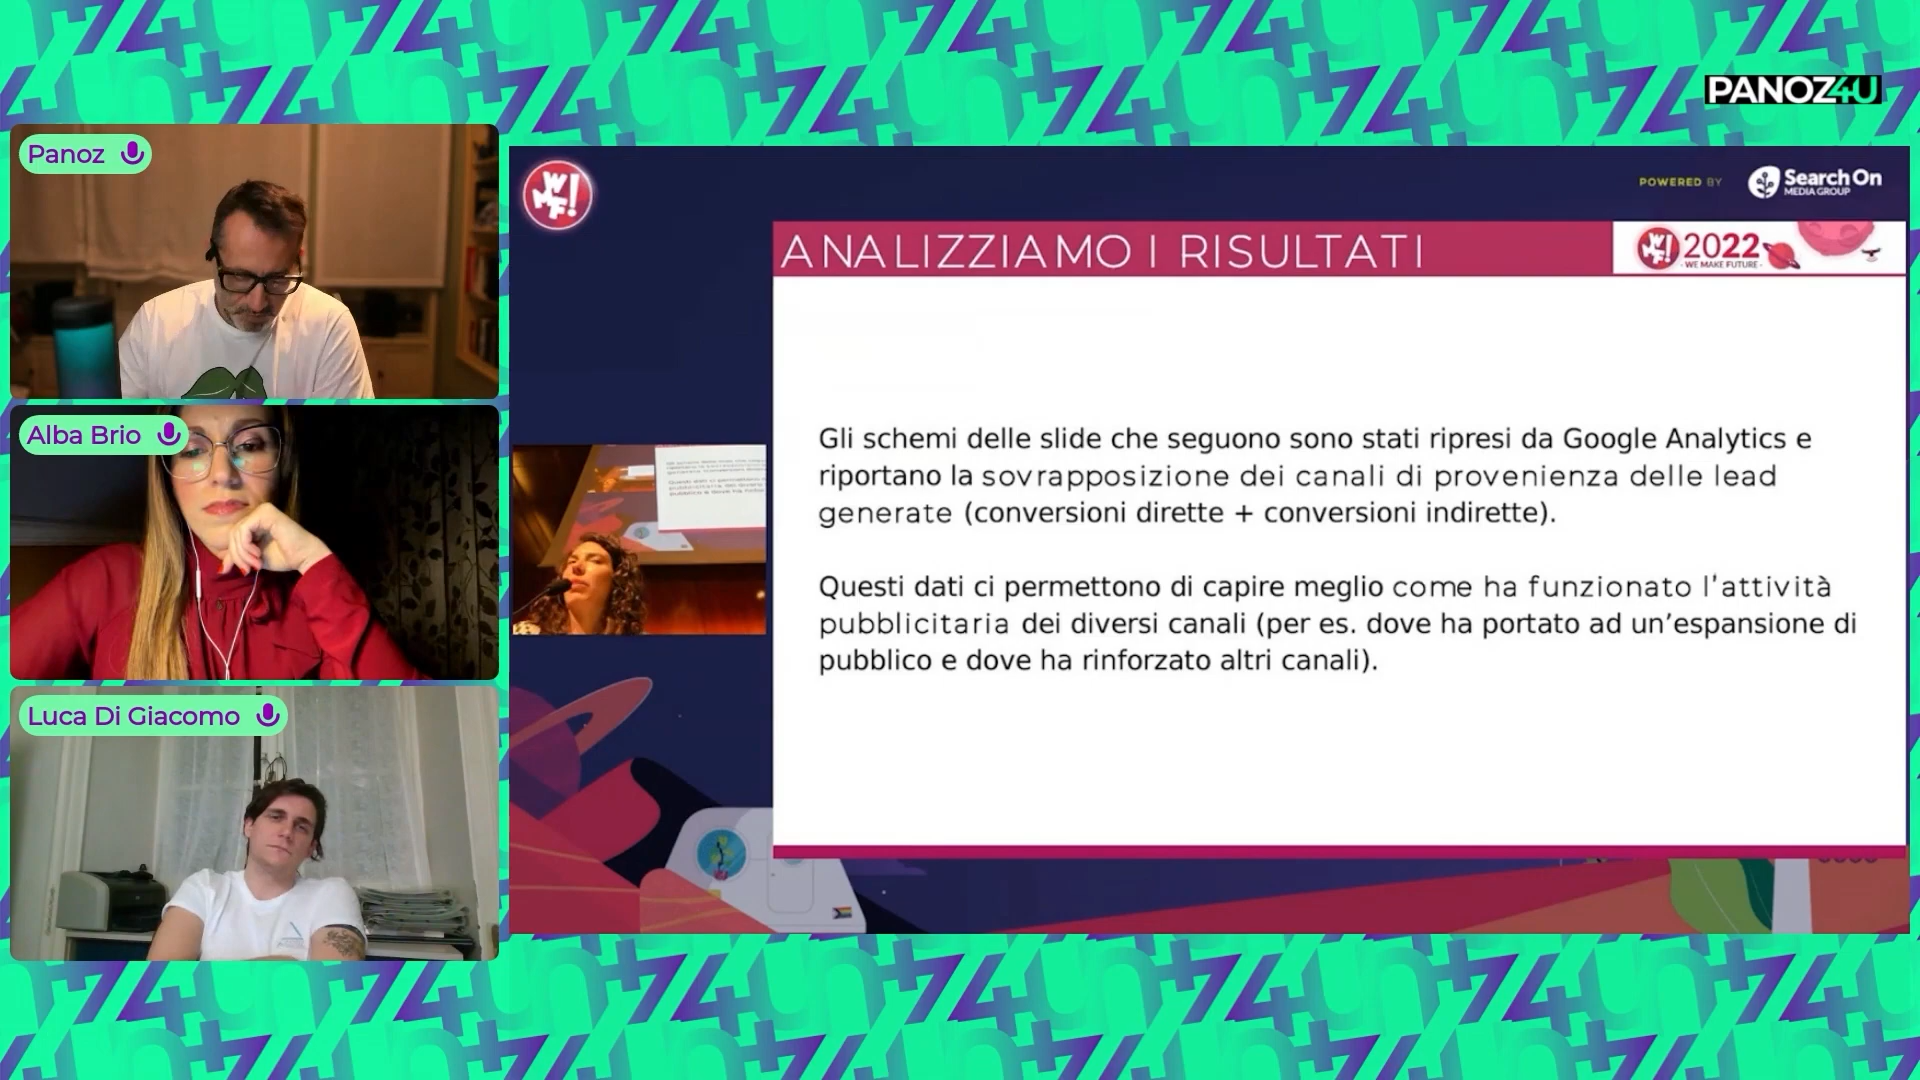 PANOZ4U
Panoz
Alba Brio
Luca Di Giacomo
WMF!
POWERED BY
Search On
MEDIA GROUP
ANALIZZIAMO I RISULTATI
WMF! 2022
- WE MAKE FUTURE -
Gli schemi delle slide che seguono sono stati ripresi da Google Analytics e
riportano la sovrapposizione dei canali di provenienza delle lead
generate (conversioni dirette + conversioni indirette).
Questi dati ci permettono di capire meglio come ha funzionato l'attività
pubblicitaria dei diversi canali (per es. dove ha portato ad un’espansione di
pubblico e dove ha rinforzato altri canali).